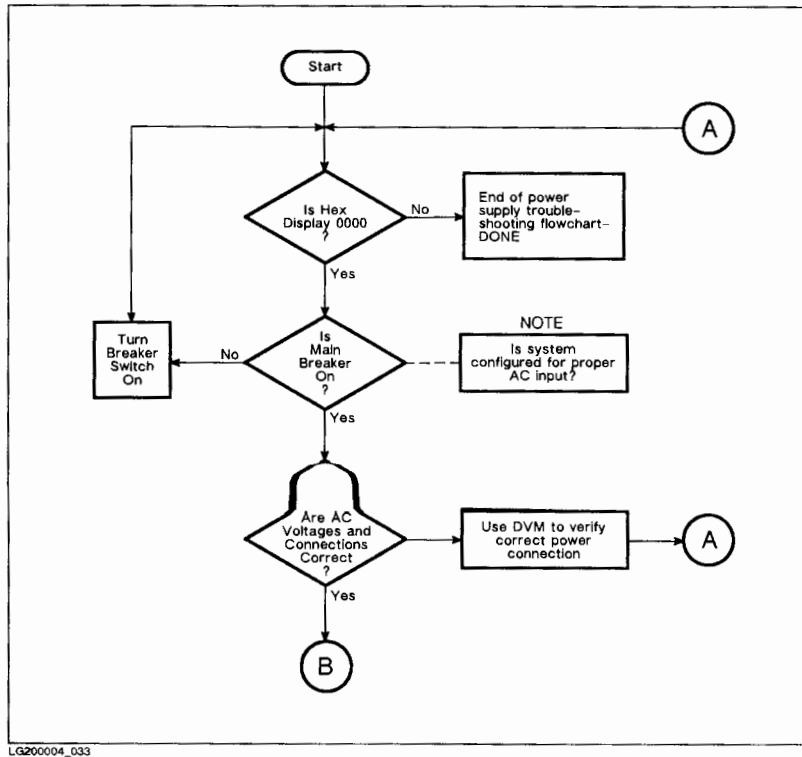 Start
A
Is Hex
Display 0000
?
No
End of power
supply trouble-
shooting flowchart-
DONE
Yes
Turn
Breaker
Switch
On
No
Is
Main
Breaker
On
?
NOTE
Is system
configured for proper
AC input?
Yes
Are AC
Voltages and
Connections
Correct
?
Use DVM to verify
correct power
connection
A
Yes
B
LG200004_033